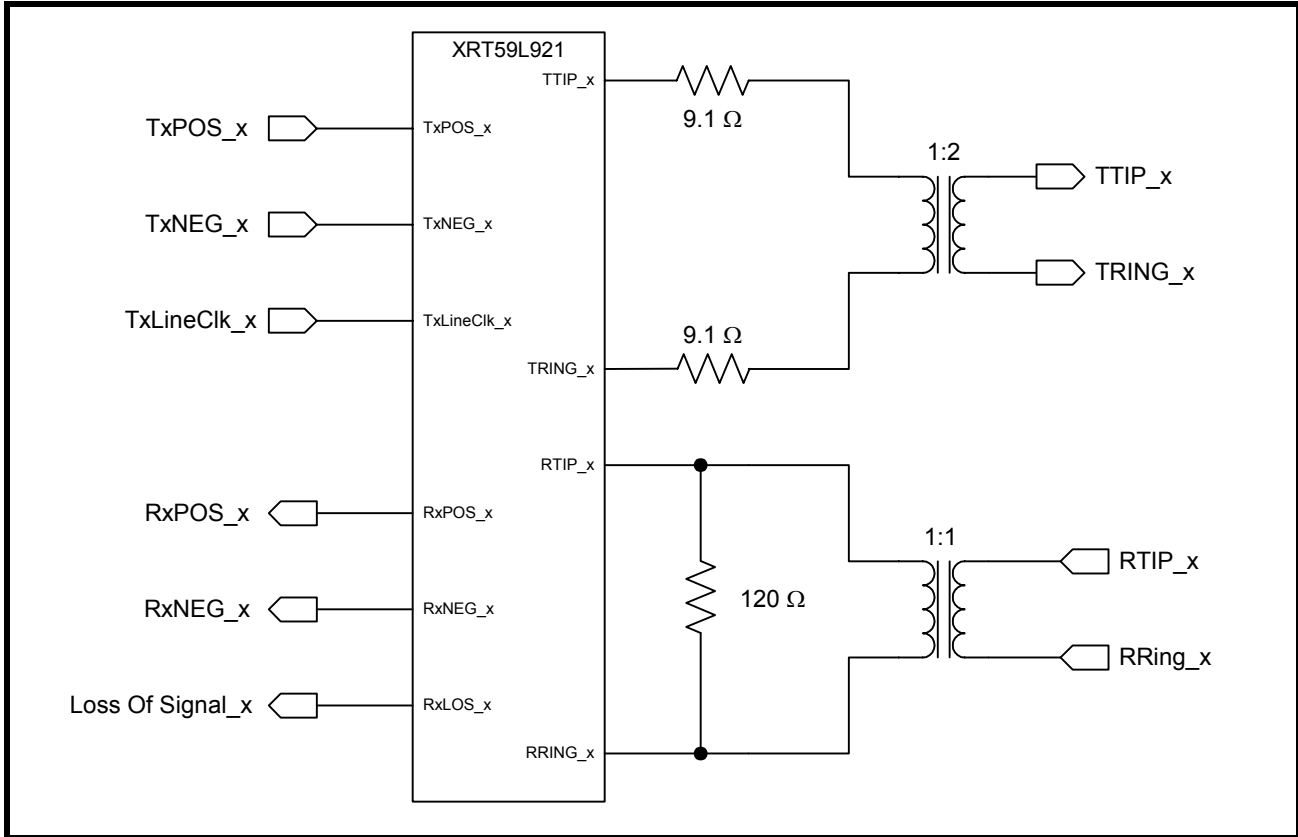 XRT59L921
TTIP_x
9.1 Ω
TxPOS_x
TxPOS_x
1:2
TTIP_x
TxNEG_x
TxNEG_x
TRING_x
TxLineClk_x
TxLineClk_x
9.1 Ω
TRING_x
RTIP_x
RxPOS_x
RxPOS_x
1:1
RTIP_x
RxNEG_x
RxNEG_x
120 Ω
RRing_x
Loss Of Signal_x
RxLOS_x
RRING_x